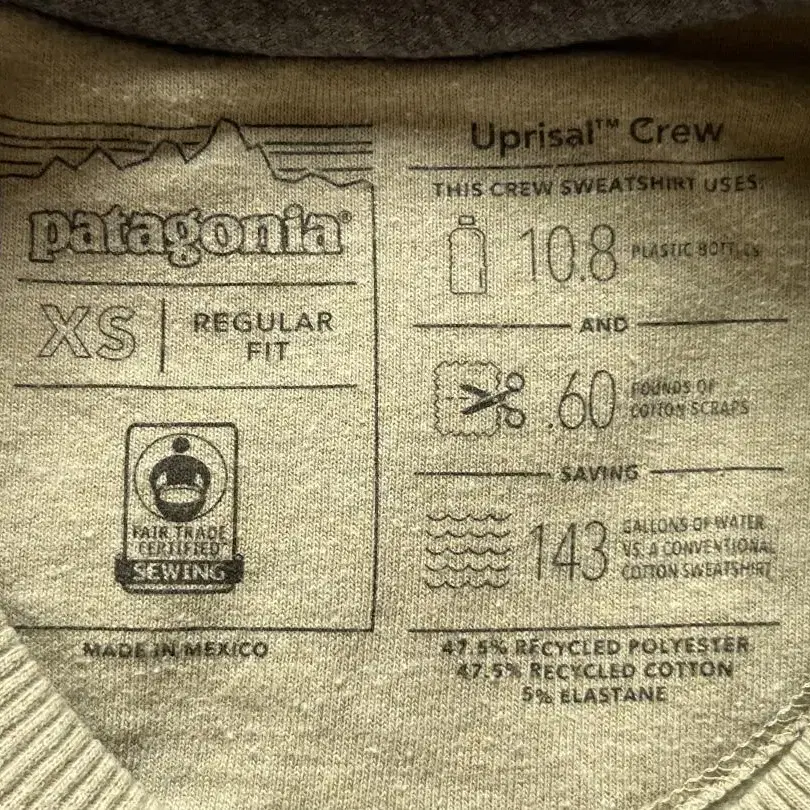 patagonia®
XS
REGULAR
FIT
FAIR TRADE
CERTIFIED
SEWING
MADE IN MEXICO
Uprisal™ Crew
THIS CREW SWEATSHIRT USES:
10.8 PLASTIC BOTTLES
AND
.60 POUNDS OF
COTTON SCRAPS
SAVING
143 GALLONS OF WATER
VS. A CONVENTIONAL
COTTON SWEATSHIRT
47.5% RECYCLED POLYESTER
47.5% RECYCLED COTTON
5% ELASTANE